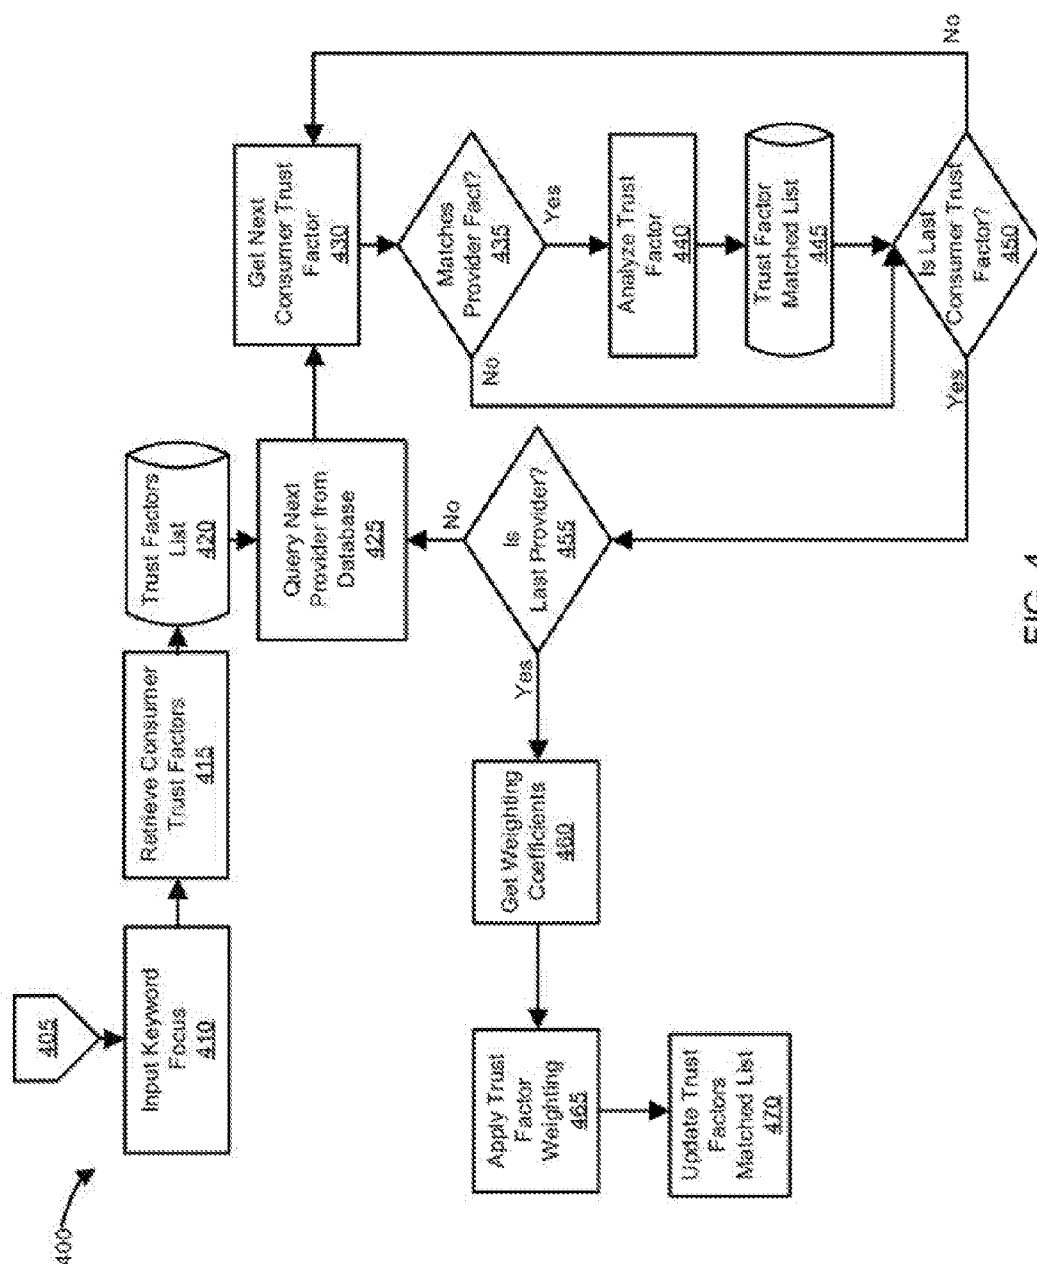 400
405
Input Keyword
Focus
410
Retrieve Consumer
Trust Factors
415
Trust Factors
List
420
Query Next
Provider from
Database
425
Get Next
Consumer Trust
Factor
430
Matches
Provider Fact?
435
Yes
No
Analyze Trust
Factor
440
Trust Factor
Matched List
445
Is Last
Consumer Trust
Factor?
450
No
Yes
Is
Last Provider?
455
No
Yes
Get Weighting
Coefficients
460
Apply Trust
Factor
Weighting
465
Update Trust
Factors
Matched List
470
FIG. 4